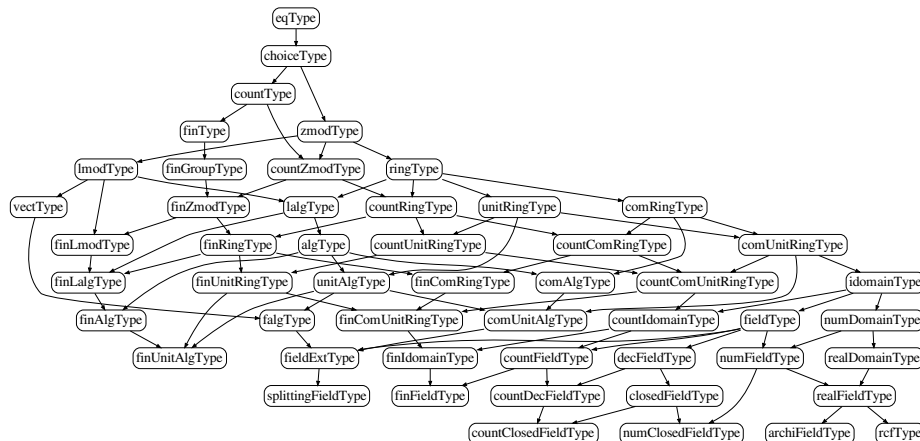 eqType
choiceType
countType
finType
zmodType
lmodType
finGroupType
countZmodType
ringType
vectType
finZmodType
lalgType
countRingType
unitRingType
comRingType
finLmodType
finRingType
algType
countUnitRingType
countComRingType
comUnitRingType
finLalgType
finUnitRingType
unitAlgType
finComRingType
comAlgType
countComUnitRingType
idomainType
finAlgType
falgType
finComUnitRingType
comUnitAlgType
countIdomainType
fieldType
numDomainType
finUnitAlgType
fieldExtType
finIdomainType
countFieldType
decFieldType
numFieldType
realDomainType
splittingFieldType
finFieldType
countDecFieldType
closedFieldType
realFieldType
countClosedFieldType
numClosedFieldType
archiFieldType
rcfType